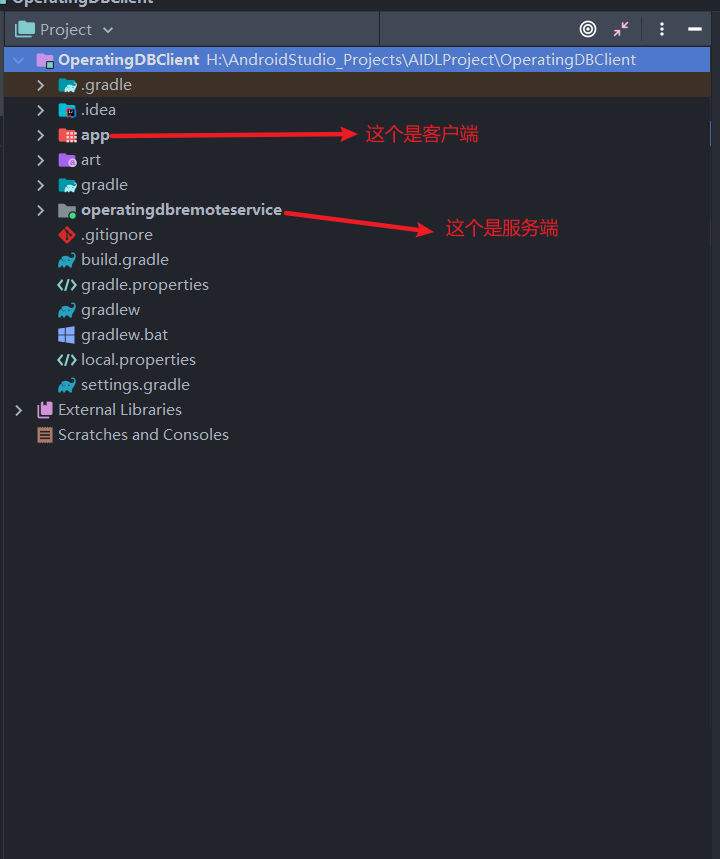 OperatingDBClient
Project
OperatingDBClient H:\AndroidStudio_Projects\AIDLProject\OperatingDBClient
.gradle
.idea
app 这个是客户端
art
gradle
operatingdbremoteservice 这个是服务端
.gitignore
build.gradle
gradle.properties
gradlew
gradlew.bat
local.properties
settings.gradle
External Libraries
Scratches and Consoles